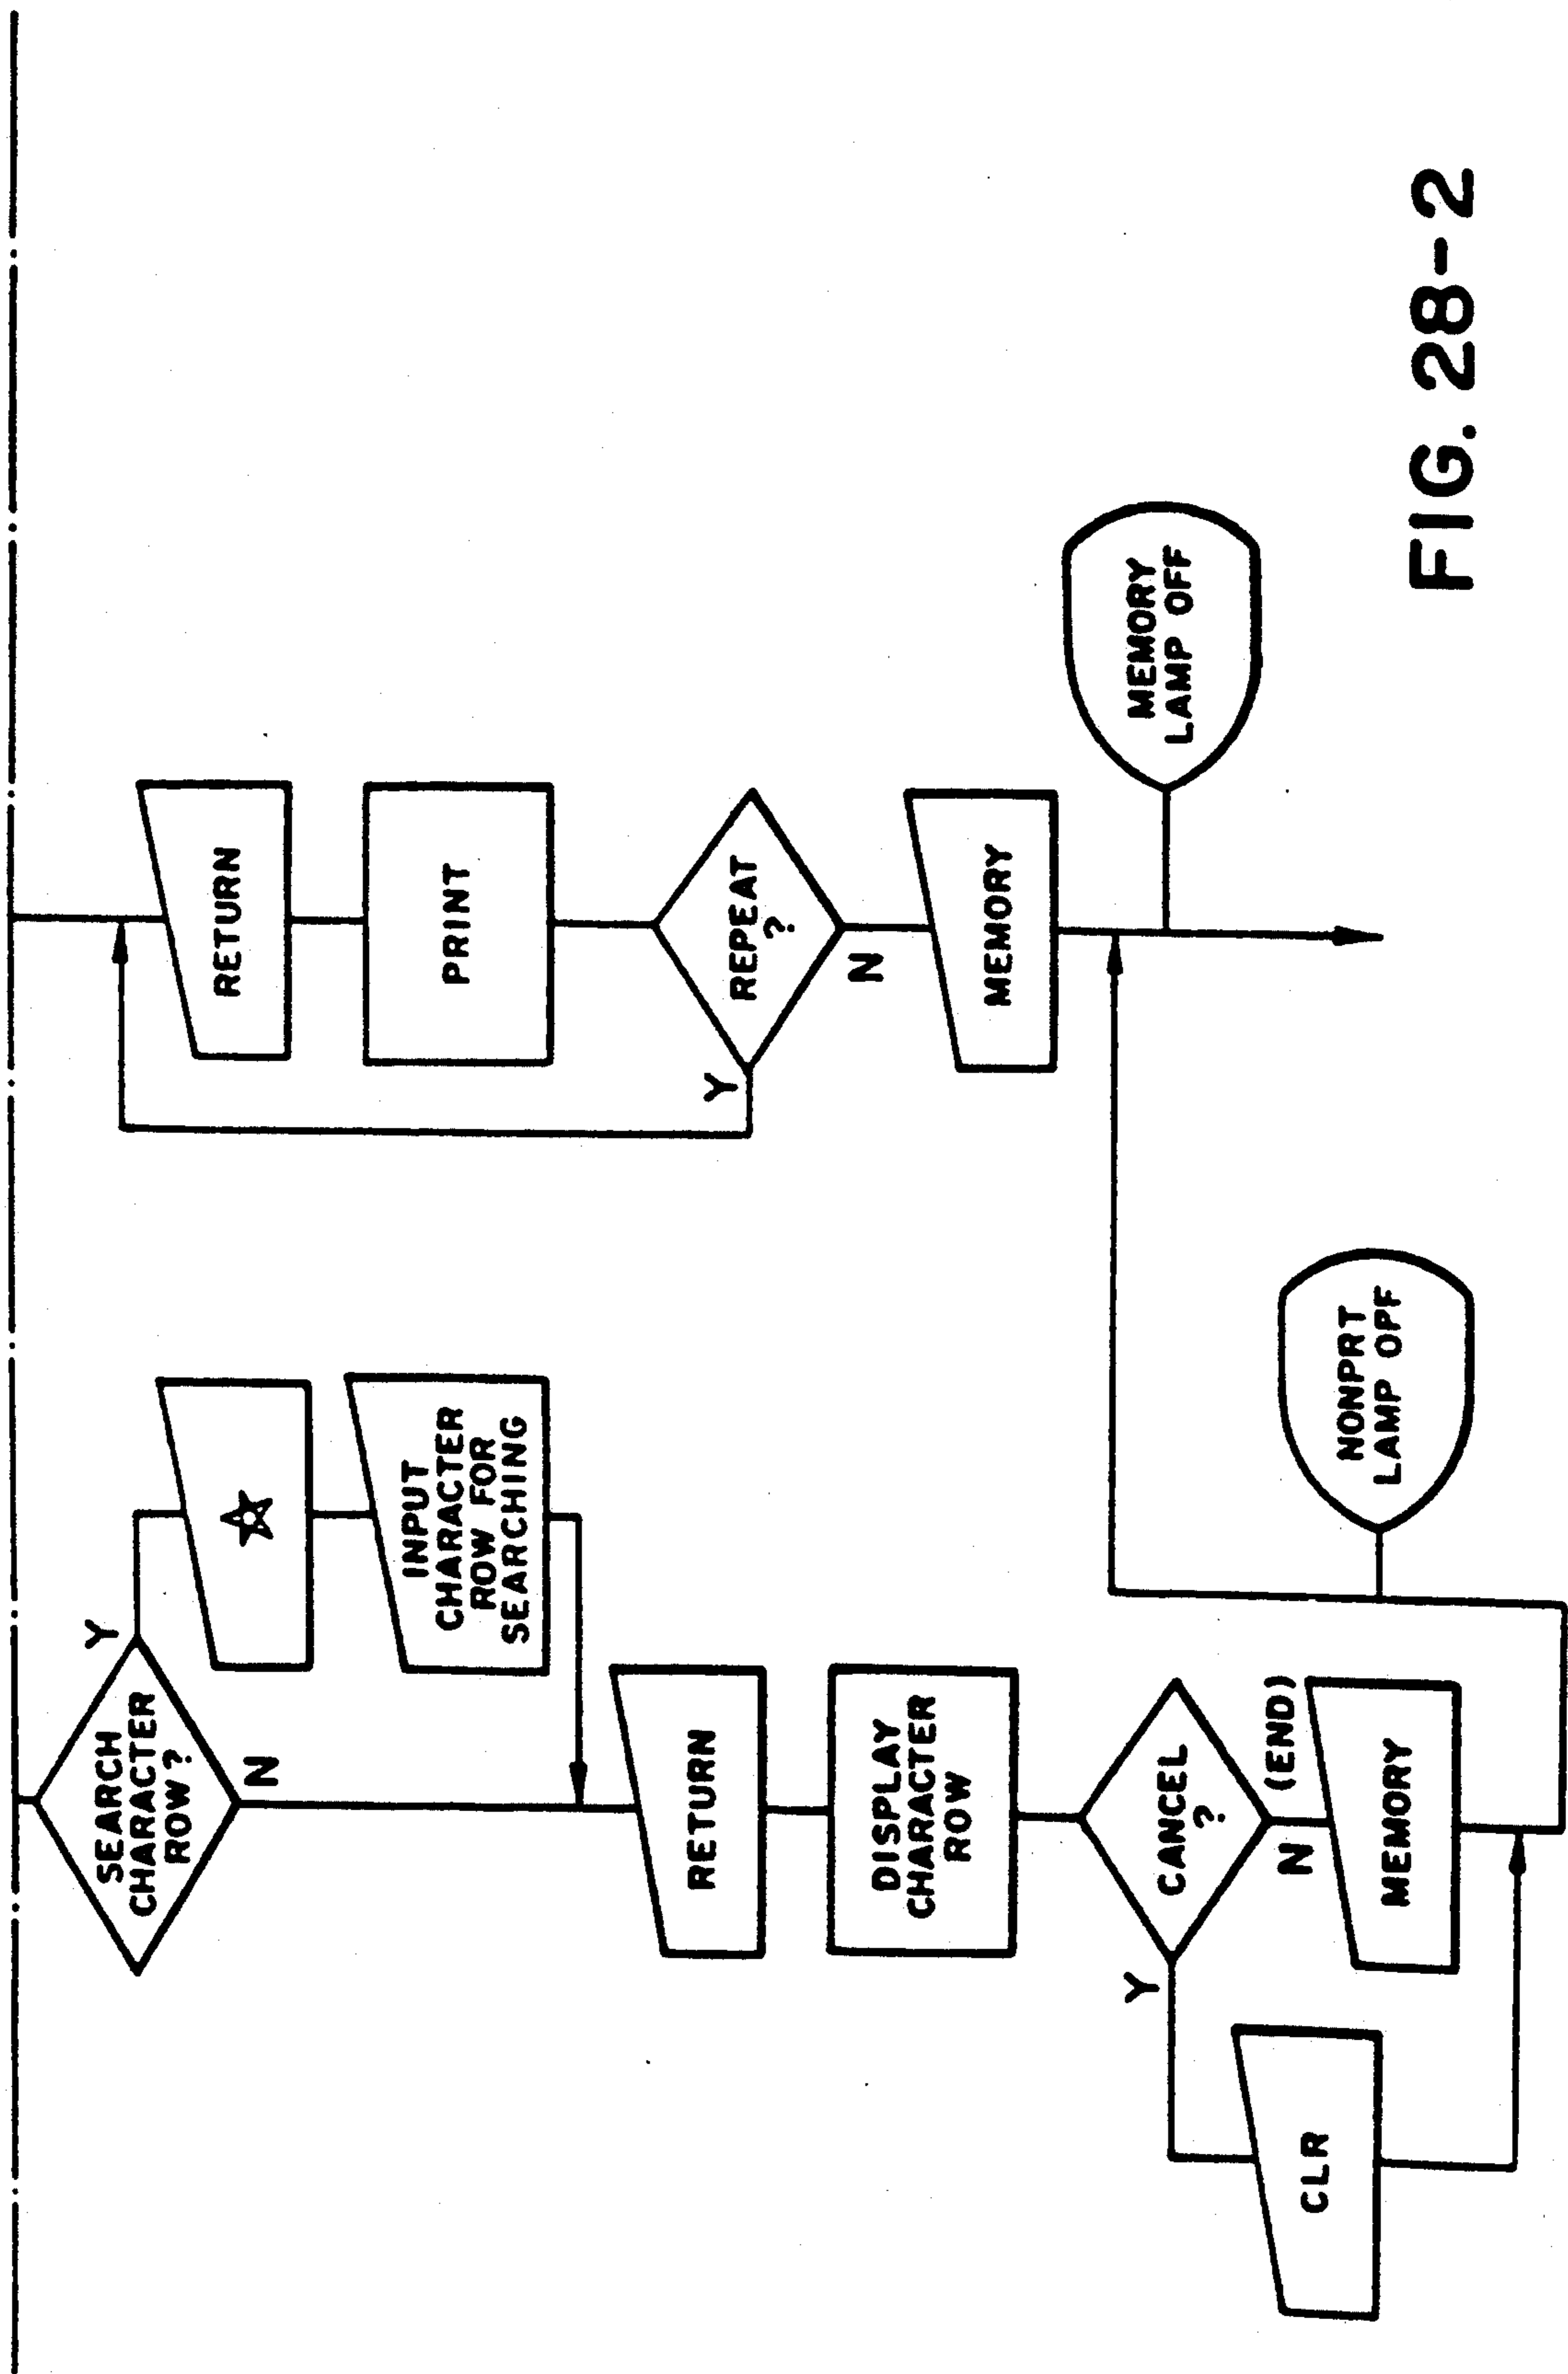 SEARCH
CHARACTER
ROW?
Y
N
☆
INPUT
CHARACTER
ROW FOR
SEARCHING
RETURN
DISPLAY
CHARACTER
ROW
CANCEL
?
Y
N
(END)
CLR
MEMORY
NONPRT
LAMP OPF
RETURN
PRINT
REPEAT
?
Y
N
MEMORY
MEMORY
LAMP OFF
FIG. 28-2